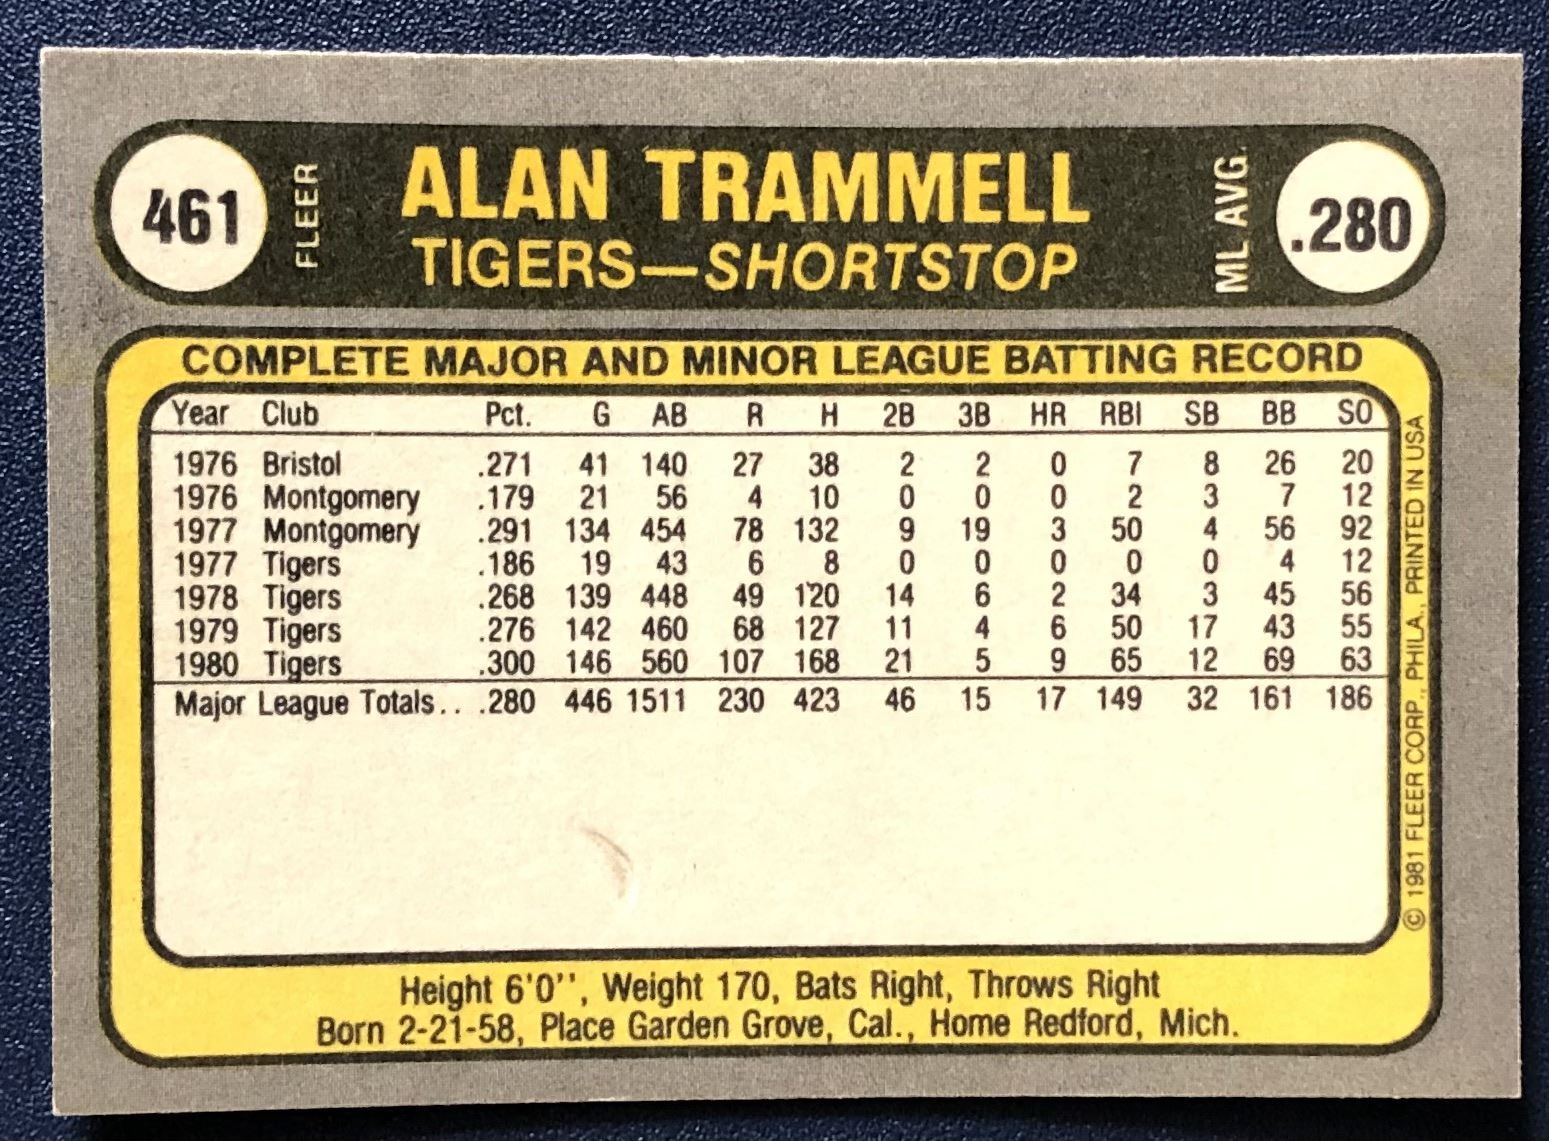 461 FLEER ALAN TRAMMELL ML AVG. .280
TIGERS—SHORTSTOP
COMPLETE MAJOR AND MINOR LEAGUE BATTING RECORD
Year Club Pct. G AB R H 2B 3B HR RBI SB BB SO
1976 Bristol .271 41 140 27 38 2 2 0 7 8 26 20
1976 Montgomery .179 21 56 4 10 0 0 0 2 3 7 12
1977 Montgomery .291 134 454 78 132 9 19 3 50 4 56 92
1977 Tigers .186 19 43 6 8 0 0 0 0 0 4 12
1978 Tigers .268 139 448 49 120 14 6 2 34 3 45 56
1979 Tigers .276 142 460 68 127 11 4 6 50 17 43 55
1980 Tigers .300 146 560 107 168 21 5 9 65 12 69 63
Major League Totals . . .280 446 1511 230 423 46 15 17 149 32 161 186
© 1981 FLEER CORP., PHILA., PRINTED IN USA
Height 6'0'', Weight 170, Bats Right, Throws Right
Born 2-21-58, Place Garden Grove, Cal., Home Redford, Mich.